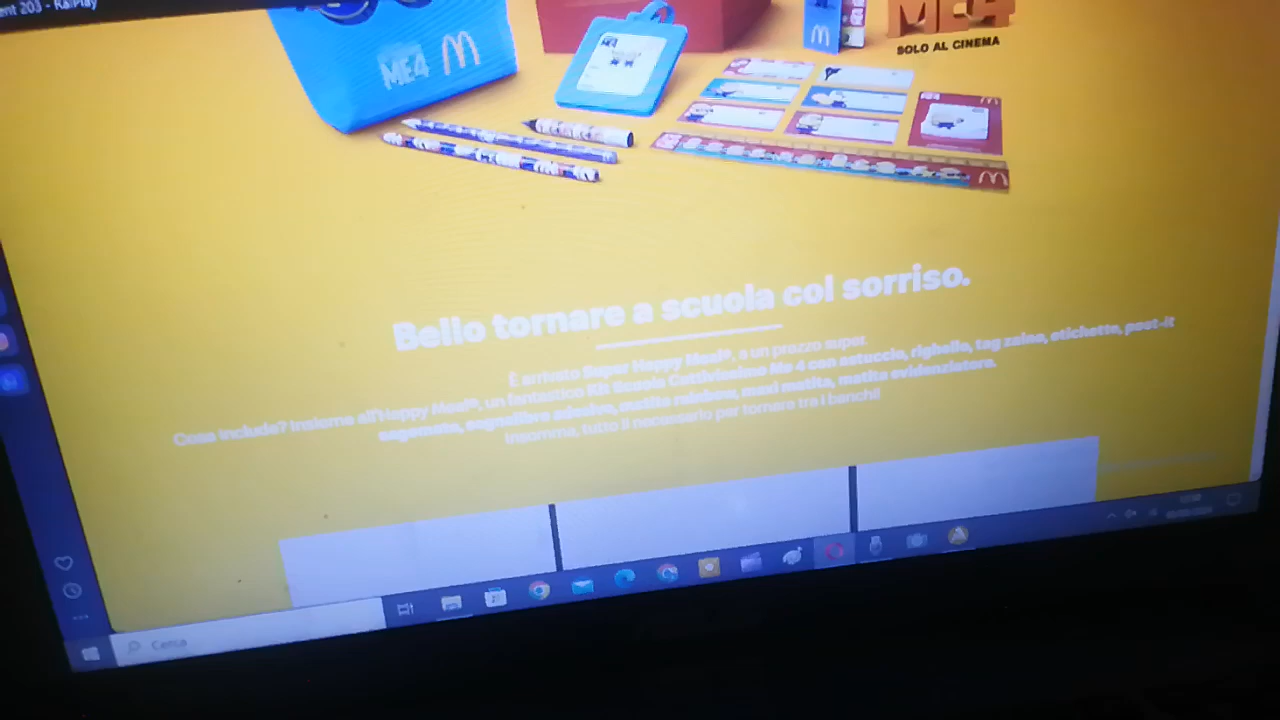 203 - RaiPlay
ME4
SOLO AL CINEMA
ME4
Bello tornare a scuola col sorriso.
È arrivato Super Happy Meal®, a un prezzo super.
Cosa include? Insieme all'Happy Meal®, un fantastico Kit Scuola Cattivissimo Me 4 con astuccio, righello, tag zaino, etichette, post-it
sagomato, segnalibro adesivo, matita rainbow, maxi matita, matita evidenziatore.
Insomma, tutto il necessario per tornare tra i banchi!
Cerca